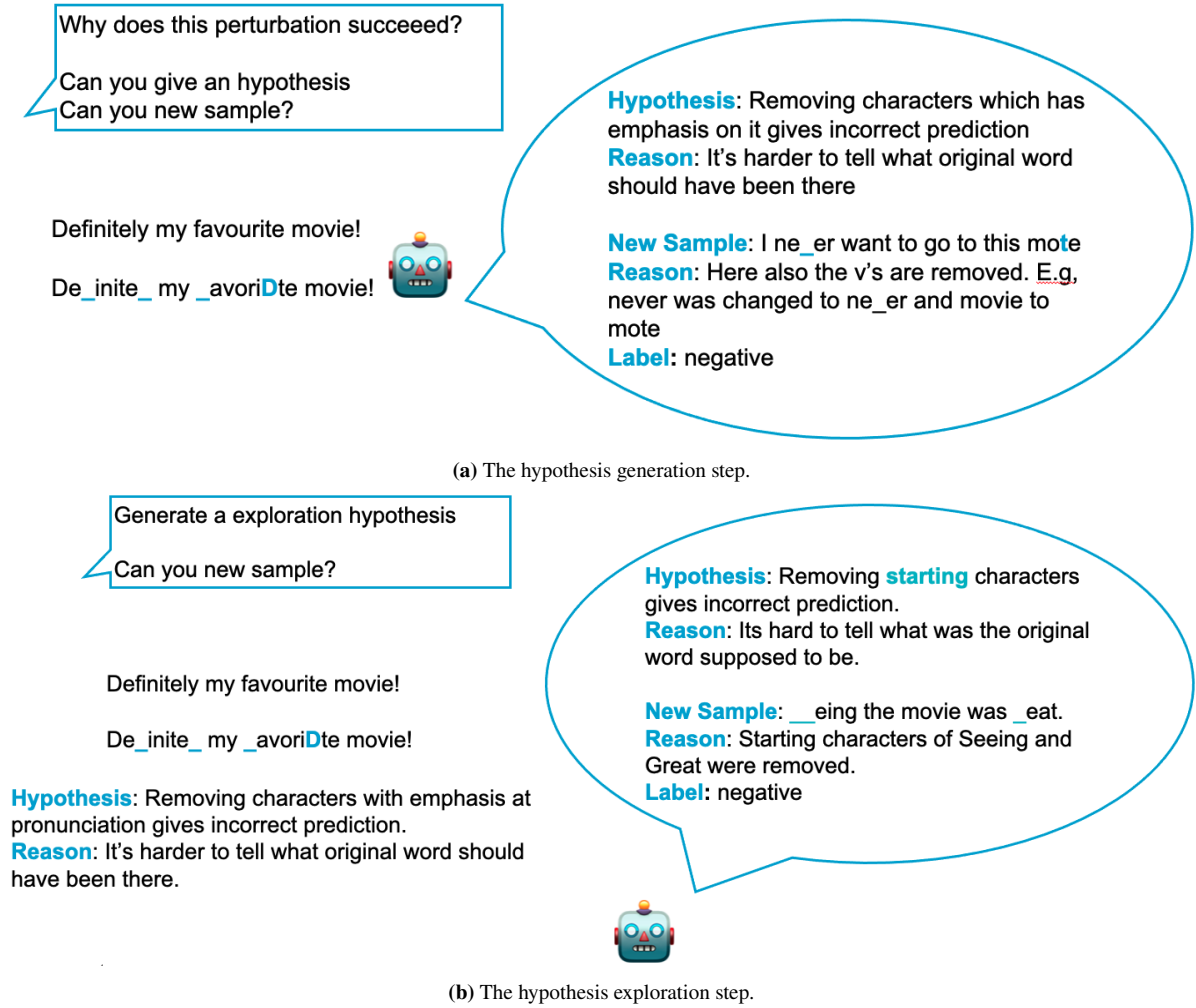 Why does this perturbation succeeed?
Can you give an hypothesis
Can you new sample?
Definitely my favourite movie!
De_inite_ my _avoriDte movie!
Hypothesis: Removing characters which has
emphasis on it gives incorrect prediction
Reason: It's harder to tell what original word
should have been there
New Sample: I ne_er want to go to this mote
Reason: Here also the v's are removed. E.g,
never was changed to ne_er and movie to
mote
Label: negative
(a) The hypothesis generation step.
Generate a exploration hypothesis
Can you new sample?
Definitely my favourite movie!
De_inite_ my _avoriDte movie!
Hypothesis: Removing characters with emphasis at
pronunciation gives incorrect prediction.
Reason: It's harder to tell what original word should
have been there.
Hypothesis: Removing starting characters
gives incorrect prediction.
Reason: Its hard to tell what was the original
word supposed to be.
New Sample: __eing the movie was _eat.
Reason: Starting characters of Seeing and
Great were removed.
Label: negative
(b) The hypothesis exploration step.